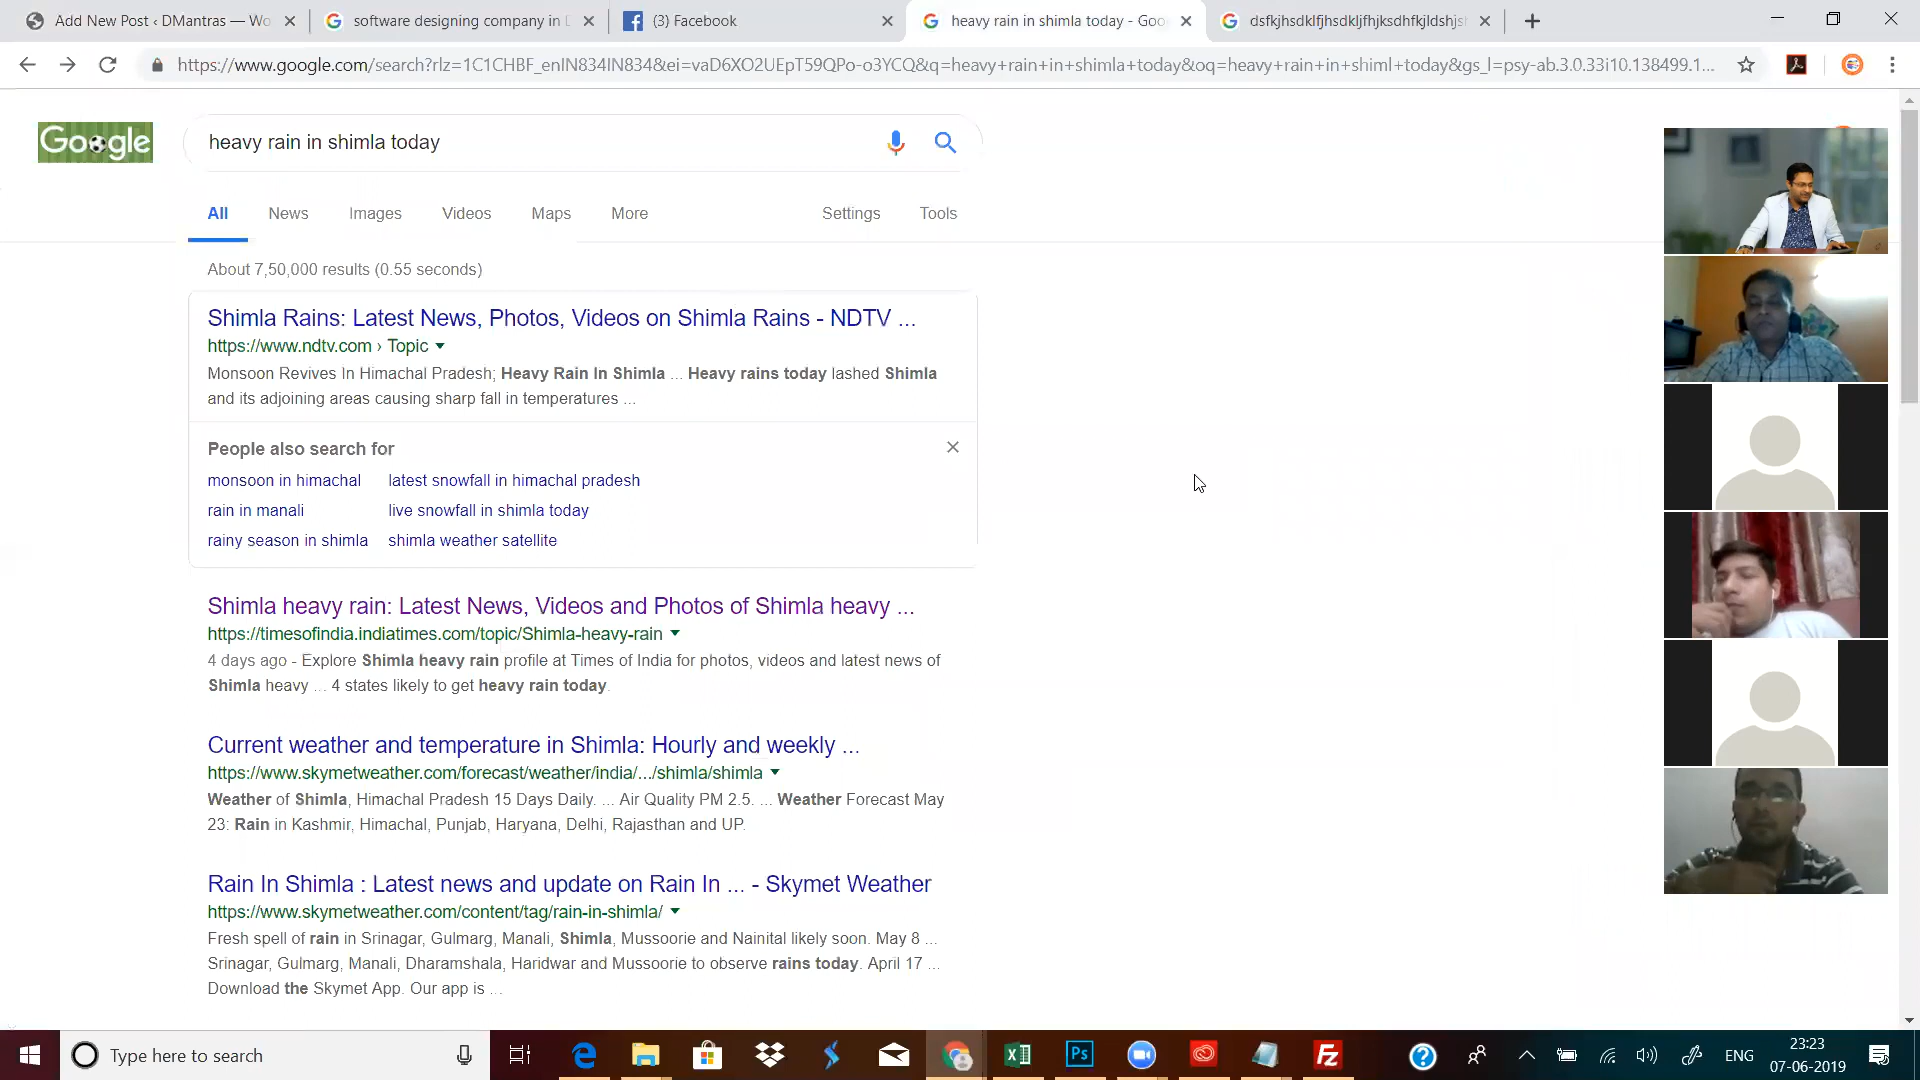 Add New Post ‹ DMantras — Wo
software designing company in D
(3) Facebook
heavy rain in shimla today - Goo
dsfkjhsdklfjhsdkljfhjksdhfkjldshjsh
https://www.google.com/search?rlz=1C1CHBF_enIN834IN834&ei=vaD6XO2UEpT59QPo-o3YCQ&q=heavy+rain+in+shimla+today&oq=heavy+rain+in+shiml+today&gs_l=psy-ab.3.0.33i10.138499.1...
Google
heavy rain in shimla today
All News Images Videos Maps More Settings Tools
About 7,50,000 results (0.55 seconds)
Shimla Rains: Latest News, Photos, Videos on Shimla Rains - NDTV ...
https://www.ndtv.com › Topic
Monsoon Revives In Himachal Pradesh; Heavy Rain In Shimla ... Heavy rains today lashed Shimla
and its adjoining areas causing sharp fall in temperatures ...
People also search for
monsoon in himachal latest snowfall in himachal pradesh
rain in manali live snowfall in shimla today
rainy season in shimla shimla weather satellite
Shimla heavy rain: Latest News, Videos and Photos of Shimla heavy ...
https://timesofindia.indiatimes.com/topic/Shimla-heavy-rain
4 days ago - Explore Shimla heavy rain profile at Times of India for photos, videos and latest news of
Shimla heavy ... 4 states likely to get heavy rain today.
Current weather and temperature in Shimla: Hourly and weekly ...
https://www.skymetweather.com/forecast/weather/india/.../shimla/shimla
Weather of Shimla, Himachal Pradesh 15 Days Daily. ... Air Quality PM 2.5. ... Weather Forecast May
23: Rain in Kashmir, Himachal, Punjab, Haryana, Delhi, Rajasthan and UP.
Rain In Shimla : Latest news and update on Rain In ... - Skymet Weather
https://www.skymetweather.com/content/tag/rain-in-shimla/
Fresh spell of rain in Srinagar, Gulmarg, Manali, Shimla, Mussoorie and Nainital likely soon. May 8 ...
Srinagar, Gulmarg, Manali, Dharamshala, Haridwar and Mussoorie to observe rains today. April 17 ...
Download the Skymet App. Our app is ...
Type here to search
Ps
Fz
ENG
23:23
07-06-2019